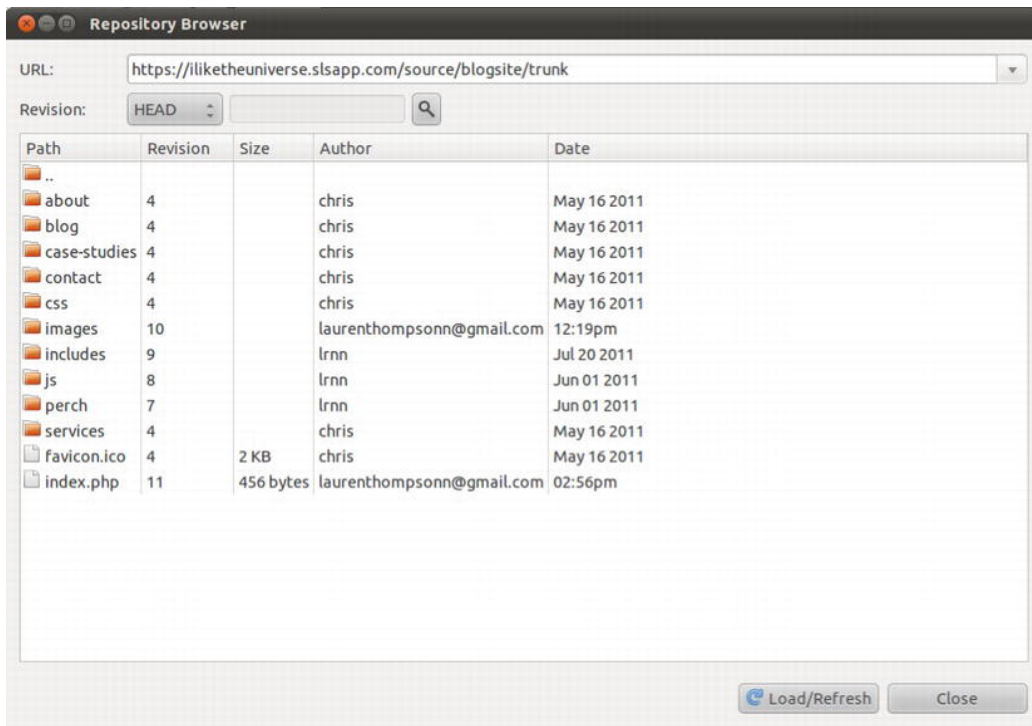 Repository Browser
URL: https://iliketheuniverse.slsapp.com/source/blogsite/trunk
Revision: HEAD
Path Revision Size Author Date
..
about 4 chris May 16 2011
blog 4 chris May 16 2011
case-studies 4 chris May 16 2011
contact 4 chris May 16 2011
css 4 chris May 16 2011
images 10 laurenthompsonn@gmail.com 12:19pm
includes 9 lrnn Jul 20 2011
js 8 lrnn Jun 01 2011
perch 7 lrnn Jun 01 2011
services 4 chris May 16 2011
favicon.ico 4 2 KB chris May 16 2011
index.php 11 456 bytes laurenthompsonn@gmail.com 02:56pm
Load/Refresh Close